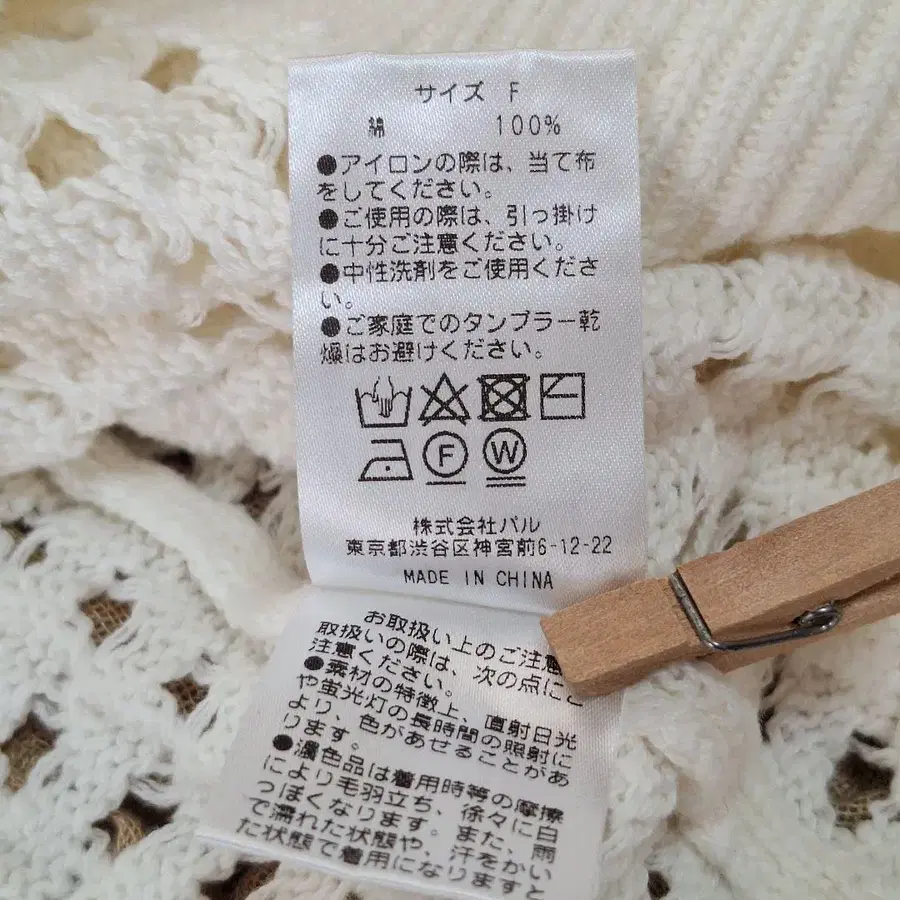 サイズ F
綿 100%
●アイロンの際は、当て布
をしてください。
●ご使用の際は、引っ掛け
に十分ご注意ください。
●中性洗剤をご使用くださ
い。
●ご家庭でのタンブラー乾
燥はお避けください。
F W
株式会社パル
東京都渋谷区神宮前6-12-22
MADE IN CHINA
お取扱い上のご注意
取扱いの際は、次の点にご
注意ください。
●素材の特徴上、直射日光
や蛍光灯の長時間の照射に
より、色があせることがあ
ります。
●濃色品は着用時等の摩擦
により毛羽立ち、徐々に白
っぽくなります。また、雨
で濡れた状態や、汗をかい
た状態で着用になりますと